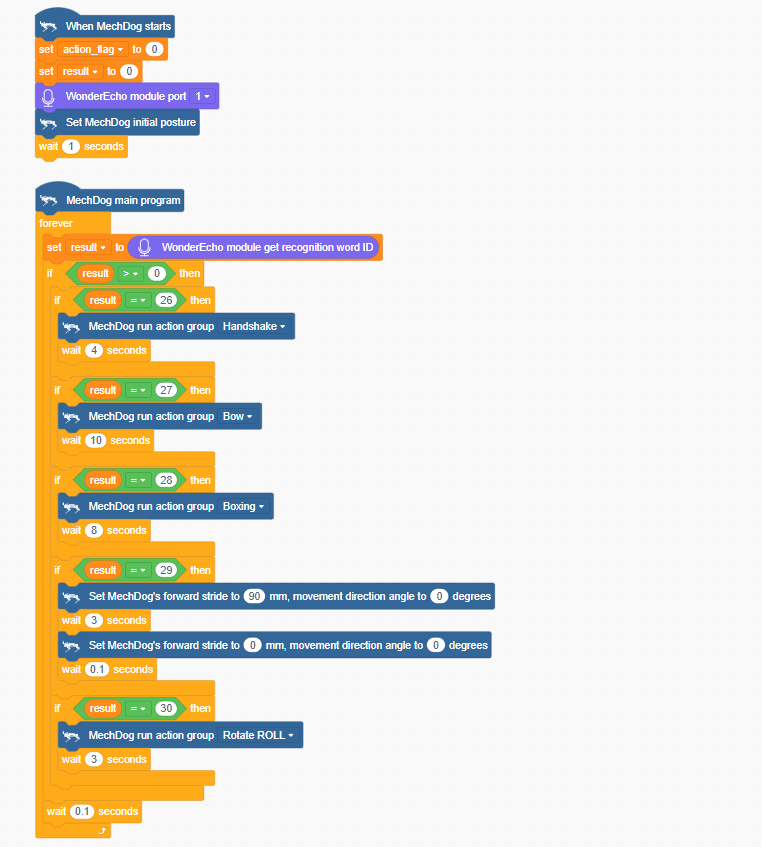 When MechDog starts
set action_flag to 0
set result to 0
WonderEcho module port 1
Set MechDog initial posture
wait 1 seconds
MechDog main program
forever
set result to WonderEcho module get recognition word ID
if result > 0 then
if result = 26 then
MechDog run action group Handshake
wait 4 seconds
if result = 27 then
MechDog run action group Bow
wait 10 seconds
if result = 28 then
MechDog run action group Boxing
wait 8 seconds
if result = 29 then
Set MechDog's forward stride to 90 mm, movement direction angle to 0 degrees
wait 3 seconds
Set MechDog's forward stride to 0 mm, movement direction angle to 0 degrees
wait 0.1 seconds
if result = 30 then
MechDog run action group Rotate ROLL
wait 3 seconds
wait 0.1 seconds